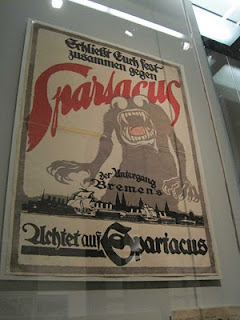 Schließt Euch fest
zusammen gegen
Spartacus
Der Untergang
Bremens
Achtet auf Spartacus